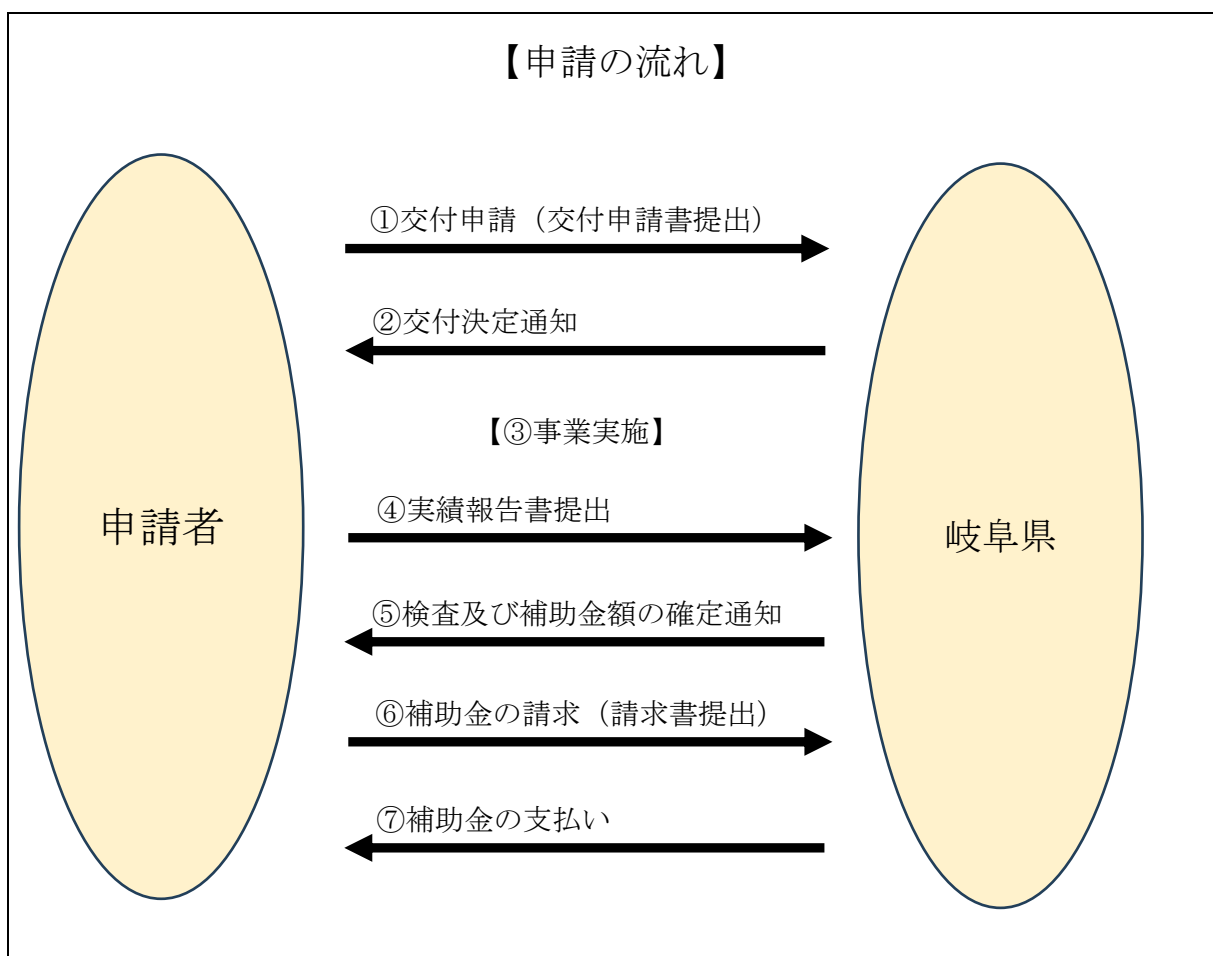 【申請の流れ】
①交付申請（交付申請書提出）
②交付決定通知
【③事業実施】
④実績報告書提出
申請者
岐阜県
⑤検査及び補助金額の確定通知
⑥補助金の請求（請求書提出）
⑦補助金の支払い